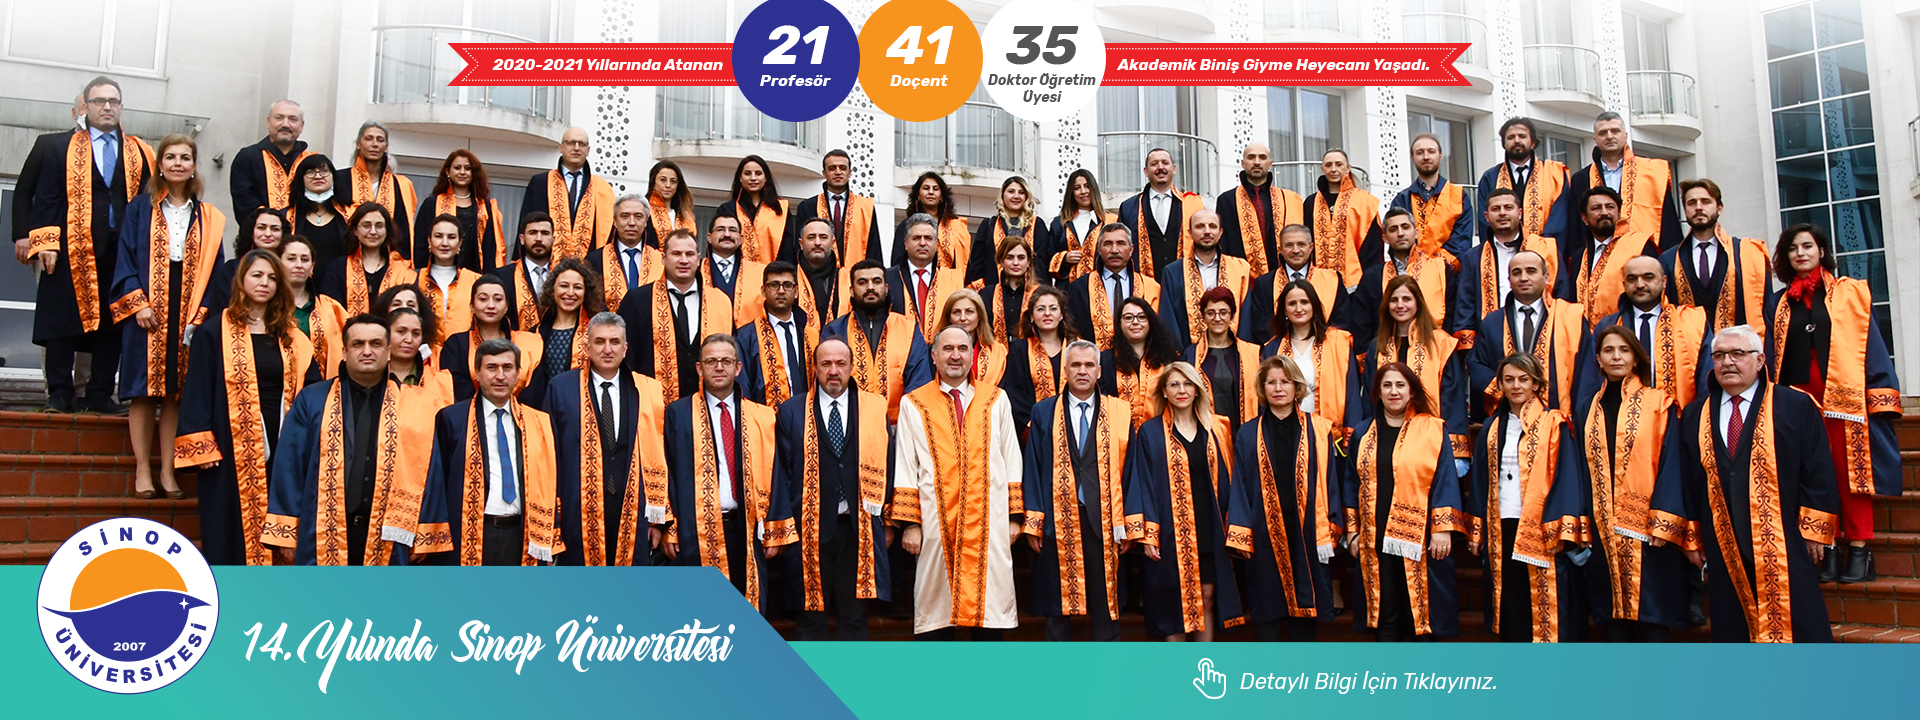 2020-2021 Yıllarında Atanan
21
Profesör
41
Doçent
35
Doktor Öğretim
Üyesi
Akademik Biniş Giyme Heyecanı Yaşadı.
SİNOP
ÜNİVERSİTESİ
2007
14. Yılında Sinop Üniversitesi
Detaylı Bilgi İçin Tıklayınız.